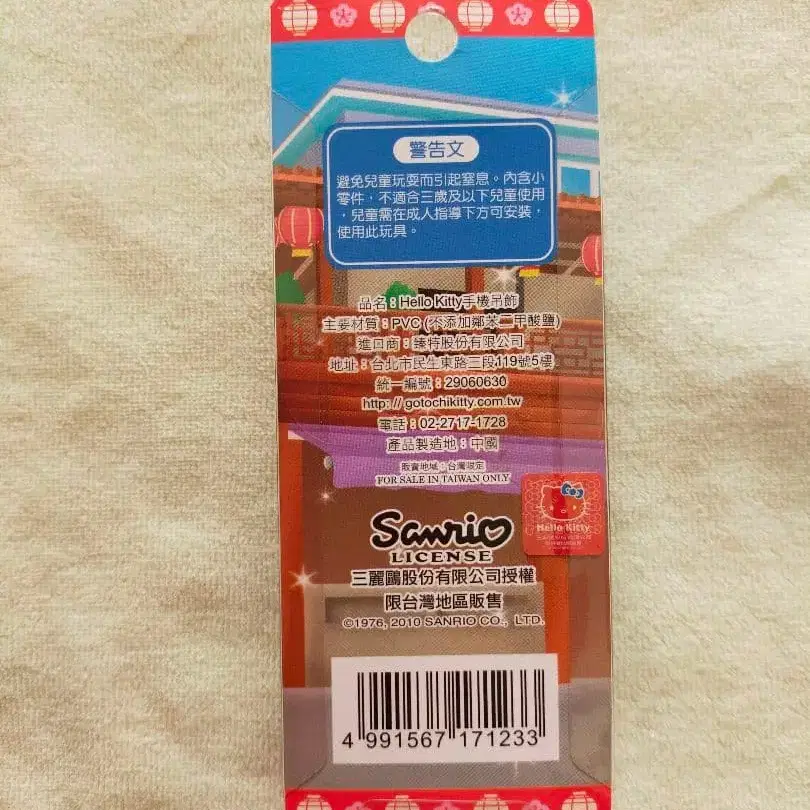 警告文
避免兒童玩耍而引起窒息。內含小
零件，不適合三歲及以下兒童使用
，兒童需在成人指導下方可安裝，
使用此玩具。
品名：Hello Kitty手機吊飾
主要材質：PVC (不添加鄰苯二甲酸鹽)
進口商：臻特股份有限公司
地址：台北市民生東路三段119號5樓
統一編號：29060630
http://gotochikitty.com.tw
電話：02-2717-1728
產品製造地：中國
販賣地域：台灣限定
FOR SALE IN TAIWAN ONLY
Hello Kitty
Sanrio
LICENSE
三麗鷗股份有限公司授權
限台灣地區販售
©1976, 2010 SANRIO CO., LTD.
4 991567 171233